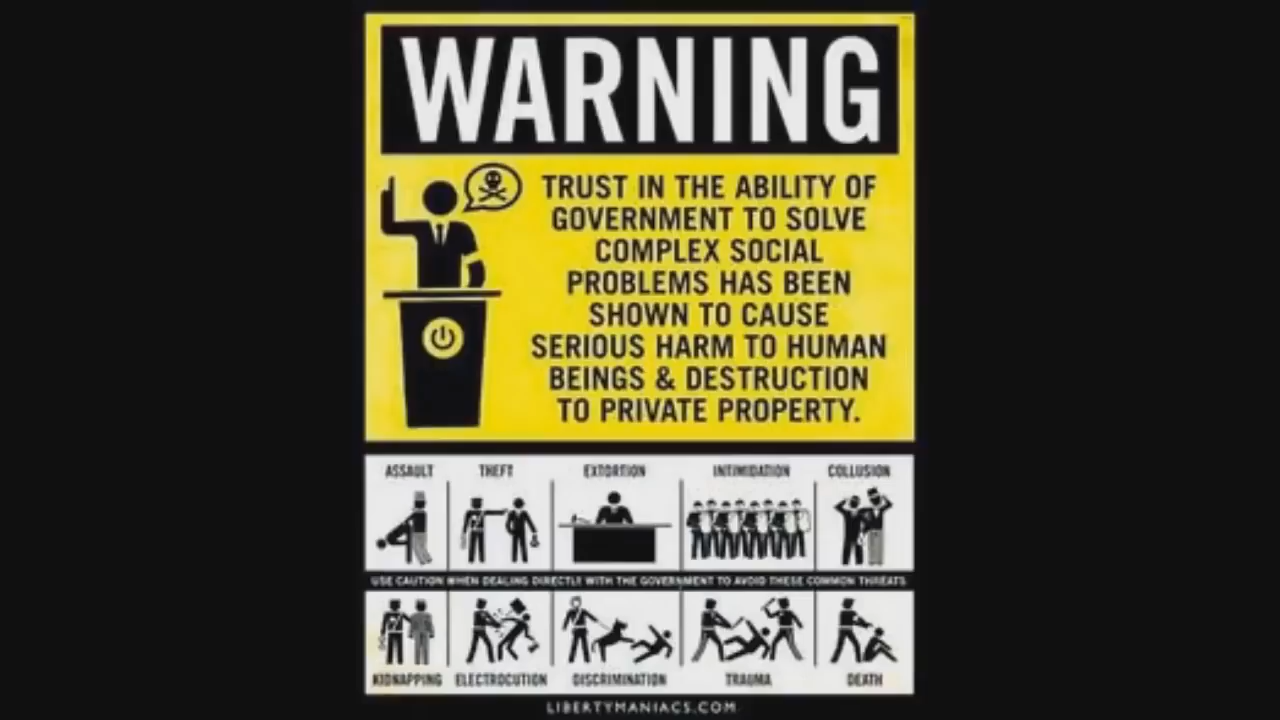 WARNING
TRUST IN THE ABILITY OF
GOVERNMENT TO SOLVE
COMPLEX SOCIAL
PROBLEMS HAS BEEN
SHOWN TO CAUSE
SERIOUS HARM TO HUMAN
BEINGS & DESTRUCTION
TO PRIVATE PROPERTY.
ASSAULT THEFT EXTORTION INTIMIDATION COLLUSION
USE CAUTION WHEN DEALING DIRECTLY WITH THE GOVERNMENT TO AVOID THESE COMMON THREATS
KIDNAPPING ELECTROCUTION DISCRIMINATION TRAUMA DEATH
LIBERTYMANIACS.COM